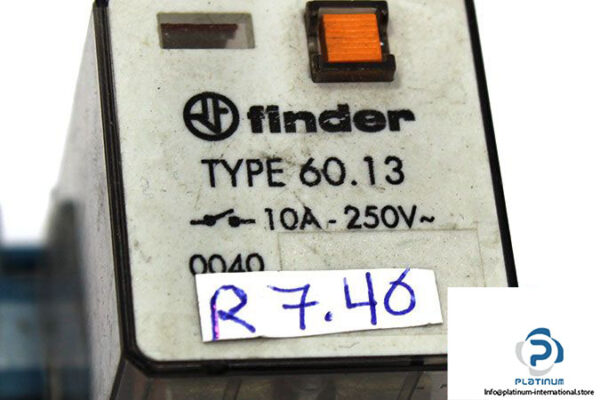 finder
TYPE 60.13
10A - 250V~
0040
R 7.40
PLATINUM
Info@platinum-international.store